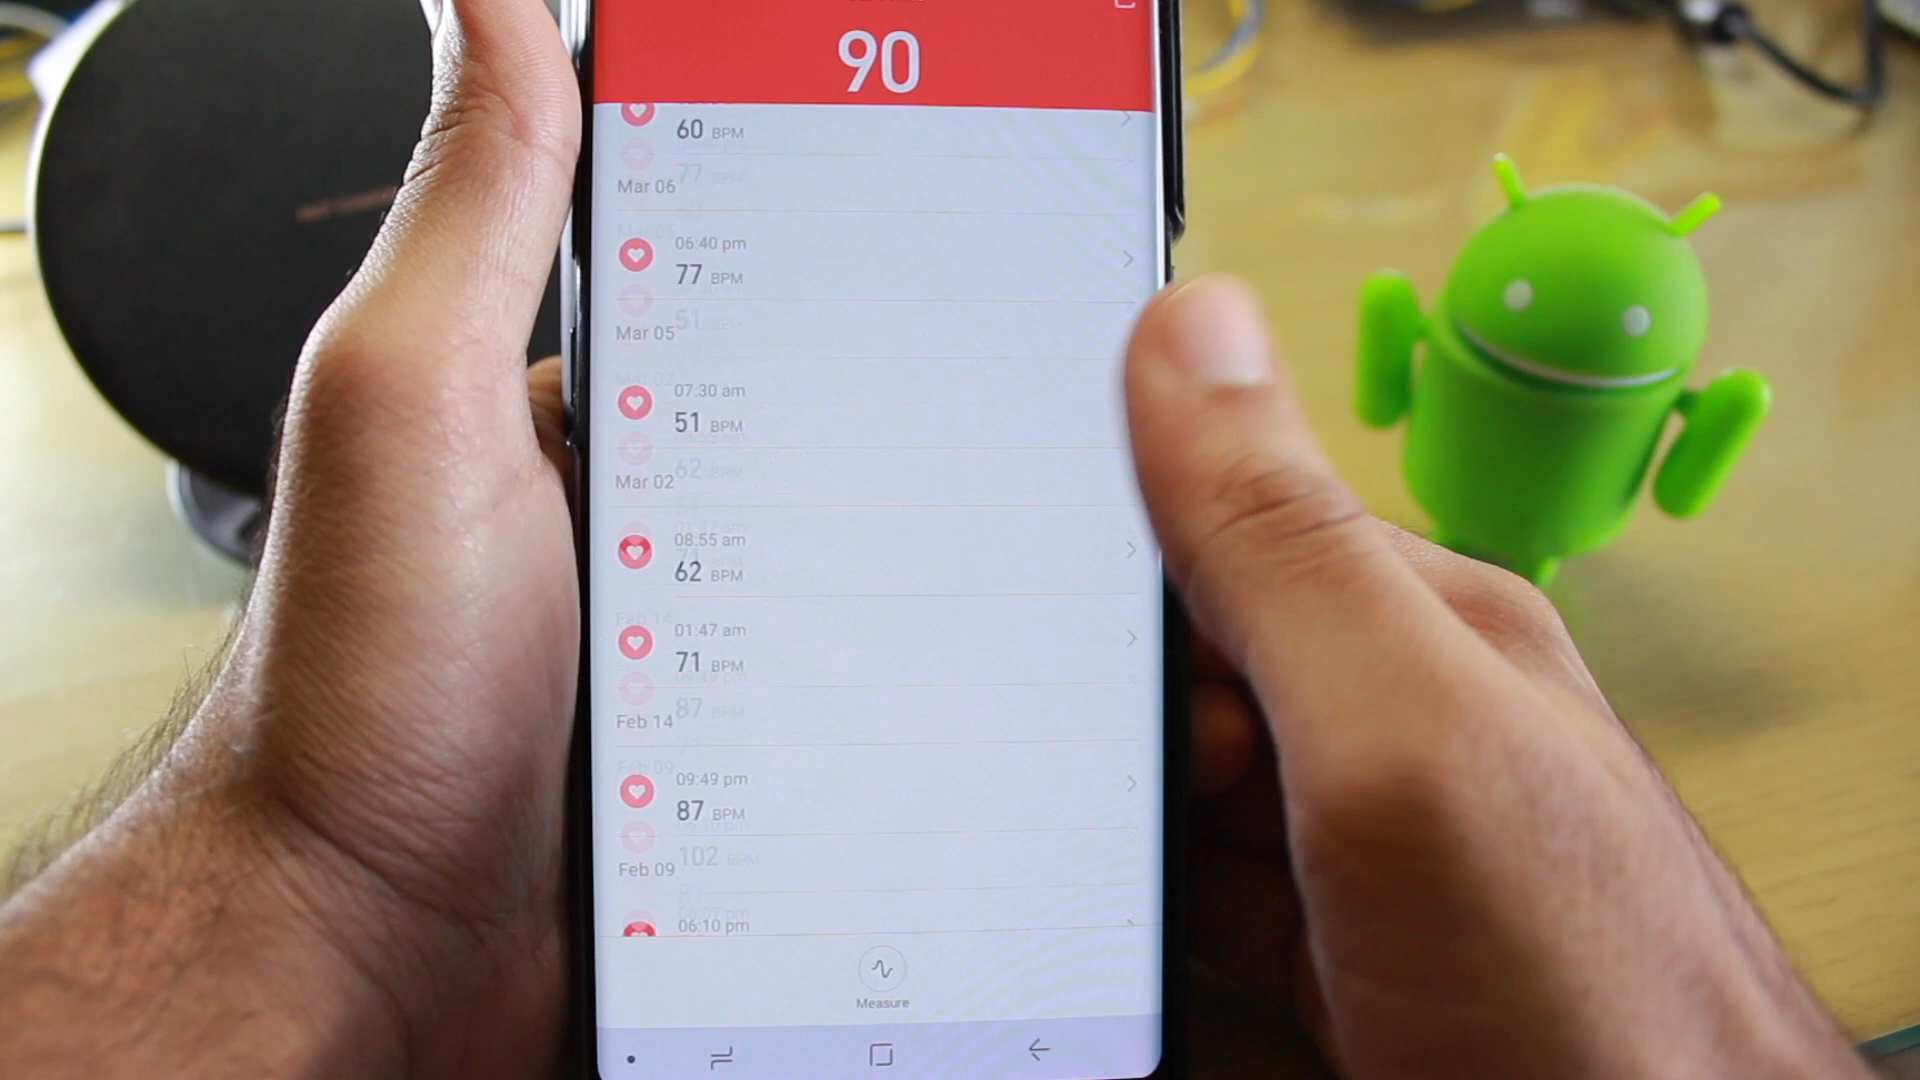 90
60 BPM
Mar 06
06:40 pm
77 BPM
Mar 05
07:30 am
51 BPM
Mar 02
08:55 am
62 BPM
01:47 am
71 BPM
Feb 14
09:49 pm
87 BPM
Feb 09
06:10 pm
Measure